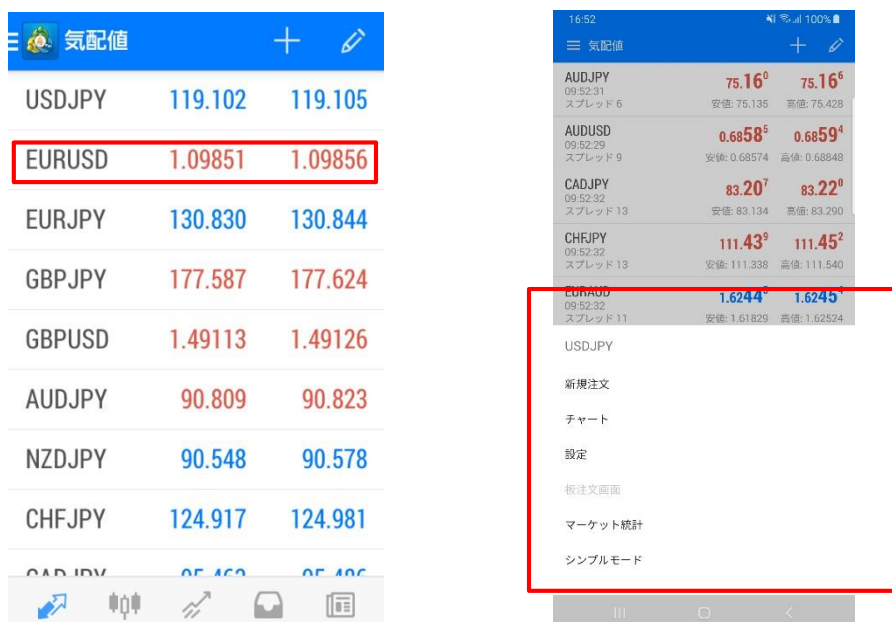 気配値
USDJPY 119.102 119.105
EURUSD 1.09851 1.09856
EURJPY 130.830 130.844
GBPJPY 177.587 177.624
GBPUSD 1.49113 1.49126
AUDJPY 90.809 90.823
NZDJPY 90.548 90.578
CHFJPY 124.917 124.981
16:52 100%
気配値
AUDJPY 75.16⁰ 75.16⁶
09:52:31
スプレッド 6 安値: 75.135 高値: 75.428
AUDUSD 0.6858⁵ 0.6859⁴
09:52:29
スプレッド 9 安値: 0.68574 高値: 0.68848
CADJPY 83.20⁷ 83.22⁰
09:52:32
スプレッド 13 安値: 83.134 高値: 83.290
CHFJPY 111.43⁹ 111.45²
09:52:32
スプレッド 13 安値: 111.338 高値: 111.540
EURAUD 1.6244 1.6245
09:52:32
スプレッド 11 安値: 1.61829 高値: 1.62524
USDJPY
新規注文
チャート
設定
板注文画面
マーケット統計
シンプルモード